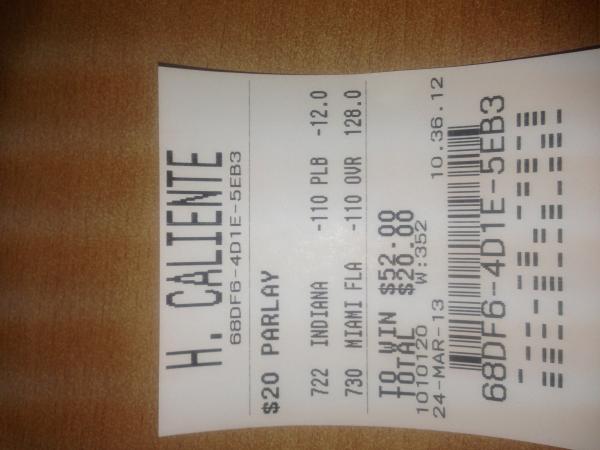 H. CALIENTE
68DF6-4D1E-5EB3
$20 PARLAY
722 INDIANA -110 PLB -12.0
730 MIAMI FLA -110 OVR 128.0
TO WIN $52.00
TOTAL $20.00
1010120 W:352
24-MAR-13 10.36.12
68DF6-4D1E-5EB3